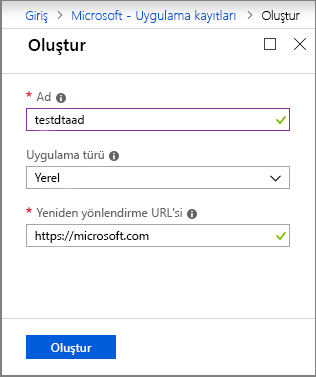 Giriş > Microsoft - Uygulama kayıtları > Oluştur
Oluştur
* Ad
testdtaad
Uygulama türü
Yerel
* Yeniden yönlendirme URL'si
https://microsoft.com
Oluştur